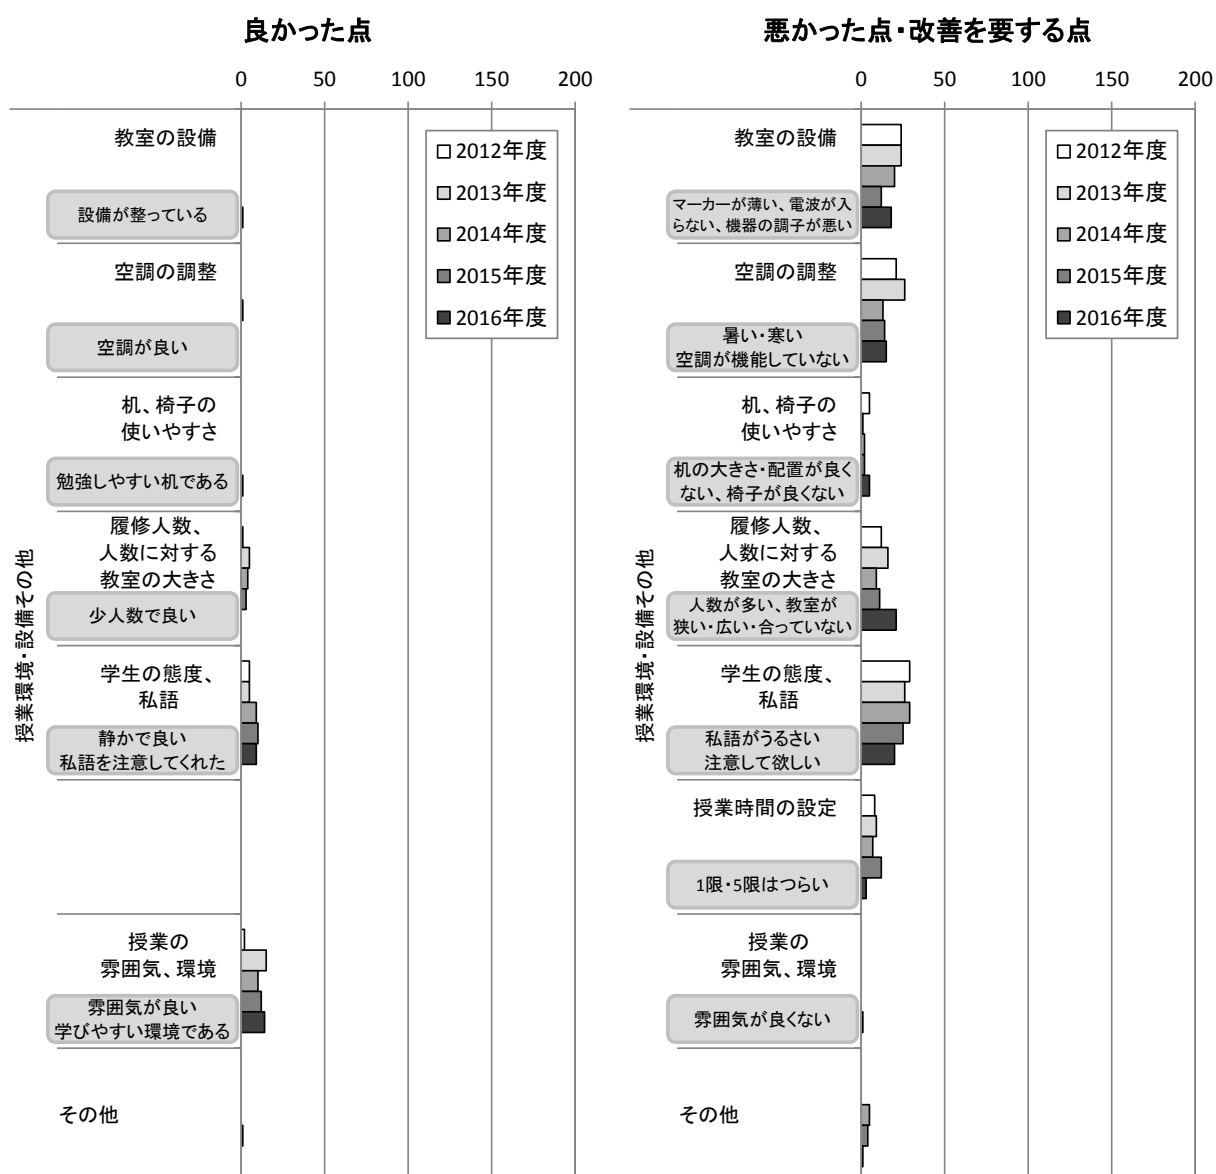 良かった点
0 50 100 150 200
授業環境・設備その他
教室の設備
設備が整っている
空調の調整
空調が良い
机、椅子の
使いやすさ
勉強しやすい机である
履修人数、
人数に対する
教室の大きさ
少人数で良い
学生の態度、
私語
静かで良い
私語を注意してくれた
授業の
雰囲気、環境
雰囲気が良い
学びやすい環境である
その他
2012年度
2013年度
2014年度
2015年度
2016年度
悪かった点・改善を要する点
0 50 100 150 200
授業環境・設備その他
教室の設備
マーカーが薄い、電波が入
らない、機器の調子が悪い
空調の調整
暑い・寒い
空調が機能していない
机、椅子の
使いやすさ
机の大きさ・配置が良く
ない、椅子が良くない
履修人数、
人数に対する
教室の大きさ
人数が多い、教室が
狭い・広い・合っていない
学生の態度、
私語
私語がうるさい
注意して欲しい
授業時間の設定
1限・5限はつらい
授業の
雰囲気、環境
雰囲気が良くない
その他
2012年度
2013年度
2014年度
2015年度
2016年度